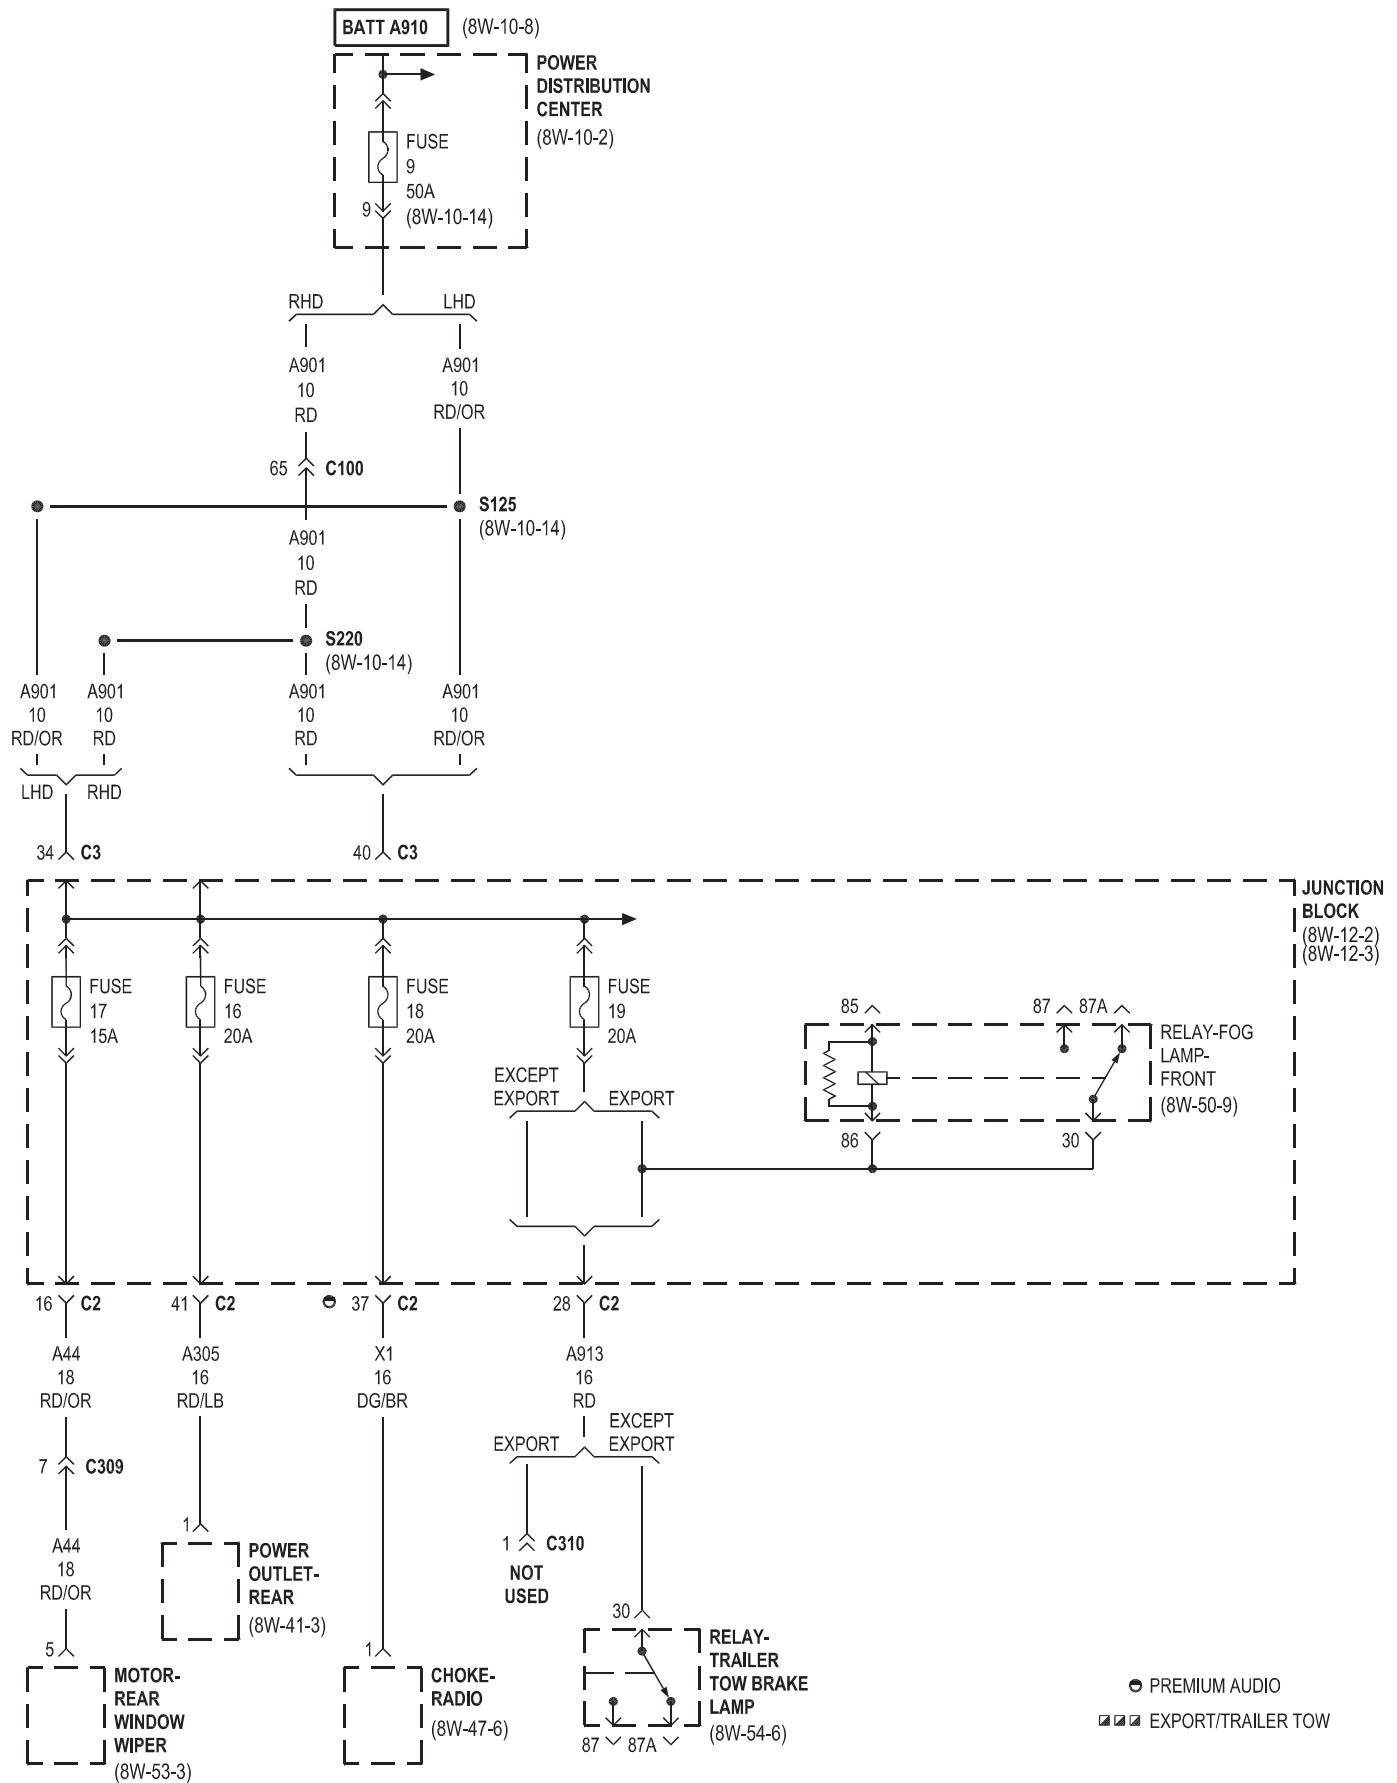 BATT A910 (8W-10-8)
POWER
DISTRIBUTION
CENTER
(8W-10-2)
FUSE
9
50A
(8W-10-14)
9
RHD LHD
A901 A901
10 10
RD RD/OR
65 C100
S125
(8W-10-14)
A901
10
RD
S220
(8W-10-14)
A901 A901 A901 A901
10 10 10 10
RD/OR RD RD RD/OR
LHD RHD
34 C3 40 C3
JUNCTION
BLOCK
(8W-12-2)
(8W-12-3)
FUSE FUSE FUSE FUSE
17 16 18 19
15A 20A 20A 20A
85 87 87A
RELAY-FOG
LAMP-
FRONT
(8W-50-9)
86 30
EXCEPT
EXPORT EXPORT
16 C2 41 C2 37 C2 28 C2
A44 A305 X1 A913
18 16 16 16
RD/OR RD/LB DG/BR RD
EXCEPT
EXPORT EXPORT
7 C309
A44
18
RD/OR
1
POWER
OUTLET-
REAR
(8W-41-3)
1 C310
NOT
USED
5
MOTOR-
REAR
WINDOW
WIPER
(8W-53-3)
1
CHOKE-
RADIO
(8W-47-6)
30
RELAY-
TRAILER
TOW BRAKE
LAMP
(8W-54-6)
87 87A
PREMIUM AUDIO
EXPORT/TRAILER TOW